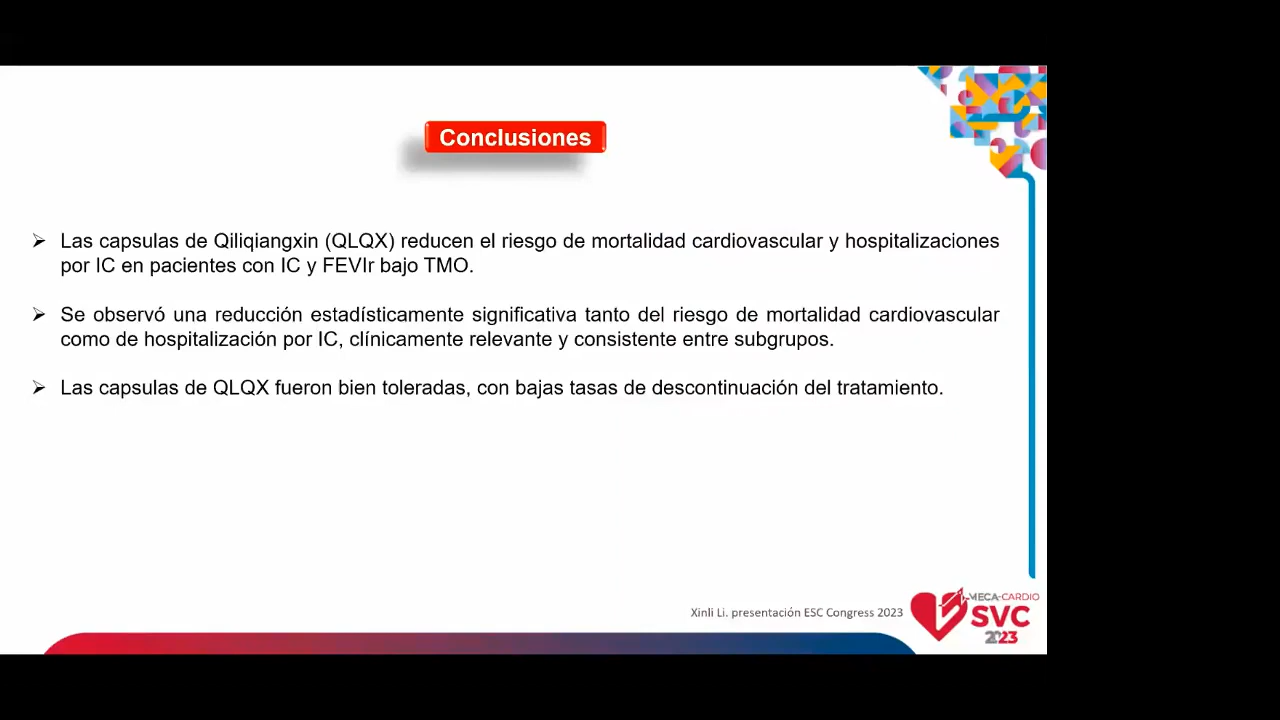 Conclusiones
Las capsulas de Qiliqiangxin (QLQX) reducen el riesgo de mortalidad cardiovascular y hospitalizaciones
por IC en pacientes con IC y FEVIr bajo TMO.
Se observó una reducción estadísticamente significativa tanto del riesgo de mortalidad cardiovascular
como de hospitalización por IC, clínicamente relevante y consistente entre subgrupos.
Las capsulas de QLQX fueron bien toleradas, con bajas tasas de descontinuación del tratamiento.
Xinli Li. presentación ESC Congress 2023
MECA-CARDIO
SVC
2023